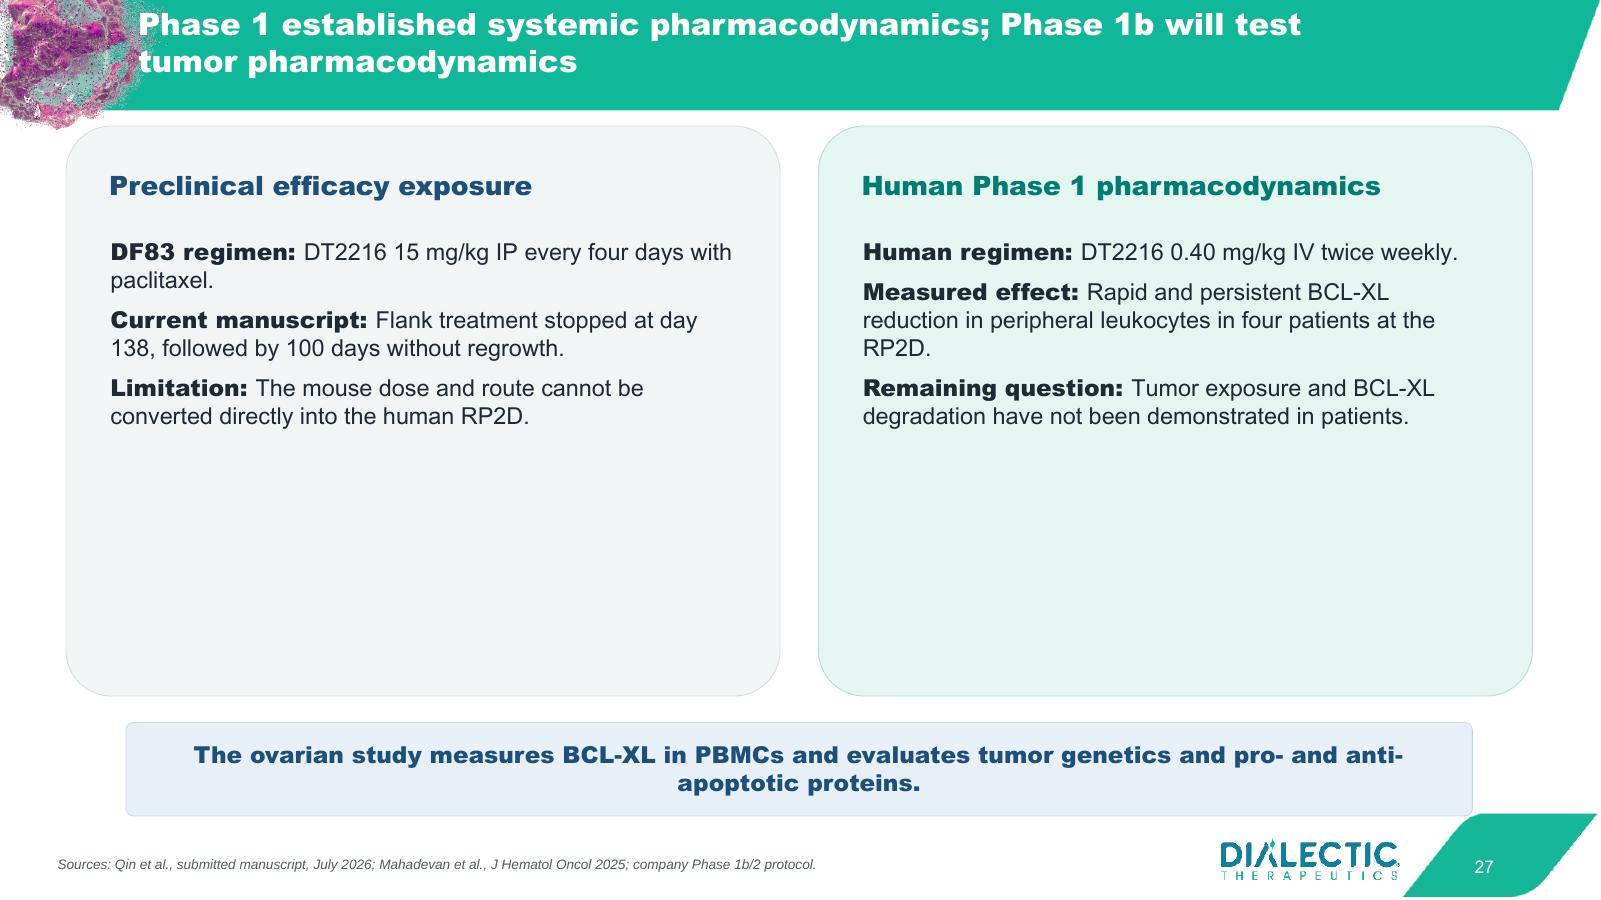 Phase 1 established systemic pharmacodynamics; Phase 1b will test
tumor pharmacodynamics
Preclinical efficacy exposure
DF83 regimen: DT2216 15 mg/kg IP every four days with
paclitaxel.
Current manuscript: Flank treatment stopped at day
138, followed by 100 days without regrowth.
Limitation: The mouse dose and route cannot be
converted directly into the human RP2D.
Human Phase 1 pharmacodynamics
Human regimen: DT2216 0.40 mg/kg IV twice weekly.
Measured effect: Rapid and persistent BCL-XL
reduction in peripheral leukocytes in four patients at the
RP2D.
Remaining question: Tumor exposure and BCL-XL
degradation have not been demonstrated in patients.
The ovarian study measures BCL-XL in PBMCs and evaluates tumor genetics and pro- and anti-
apoptotic proteins.
Sources: Qin et al., submitted manuscript, July 2026; Mahadevan et al., J Hematol Oncol 2025; company Phase 1b/2 protocol.
DIALECTIC
THERAPEUTICS
27